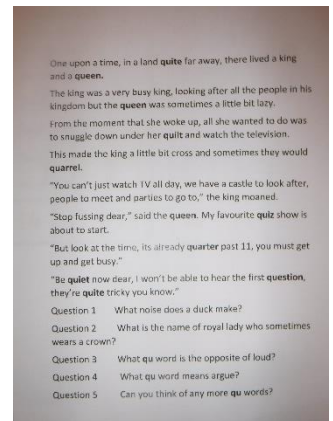 One upon a time, in a land quite far away, there lived a king
and a queen.
The king was a very busy king, looking after all the people in his
kingdom but the queen was sometimes a little bit lazy.
From the moment that she woke up, all she wanted to do was
to snuggle down under her quilt and watch the television.
This made the king a little bit cross and sometimes they would
quarrel.
"You can't just watch TV all day, we have a castle to look after,
people to meet and parties to go to," the king moaned.
"Stop fussing dear," said the queen. My favourite quiz show is
about to start.
"But look at the time, its already quarter past 11, you must get
up and get busy."
"Be quiet now dear, I won't be able to hear the first question,
they're quite tricky you know."
Question 1 What noise does a duck make?
Question 2 What is the name of royal lady who sometimes
wears a crown?
Question 3 What qu word is the opposite of loud?
Question 4 What qu word means argue?
Question 5 Can you think of any more qu words?